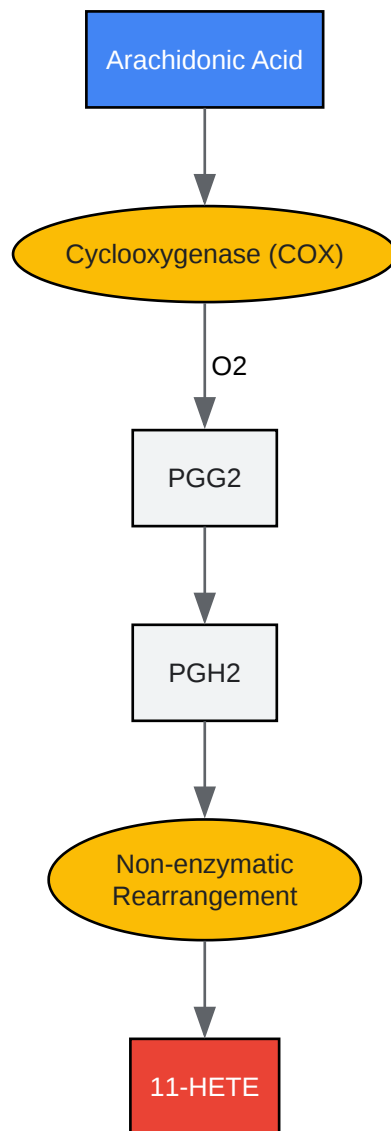 Arachidonic Acid
Cyclooxygenase (COX)
O2
PGG2
PGH2
Non-enzymatic
Rearrangement
11-HETE